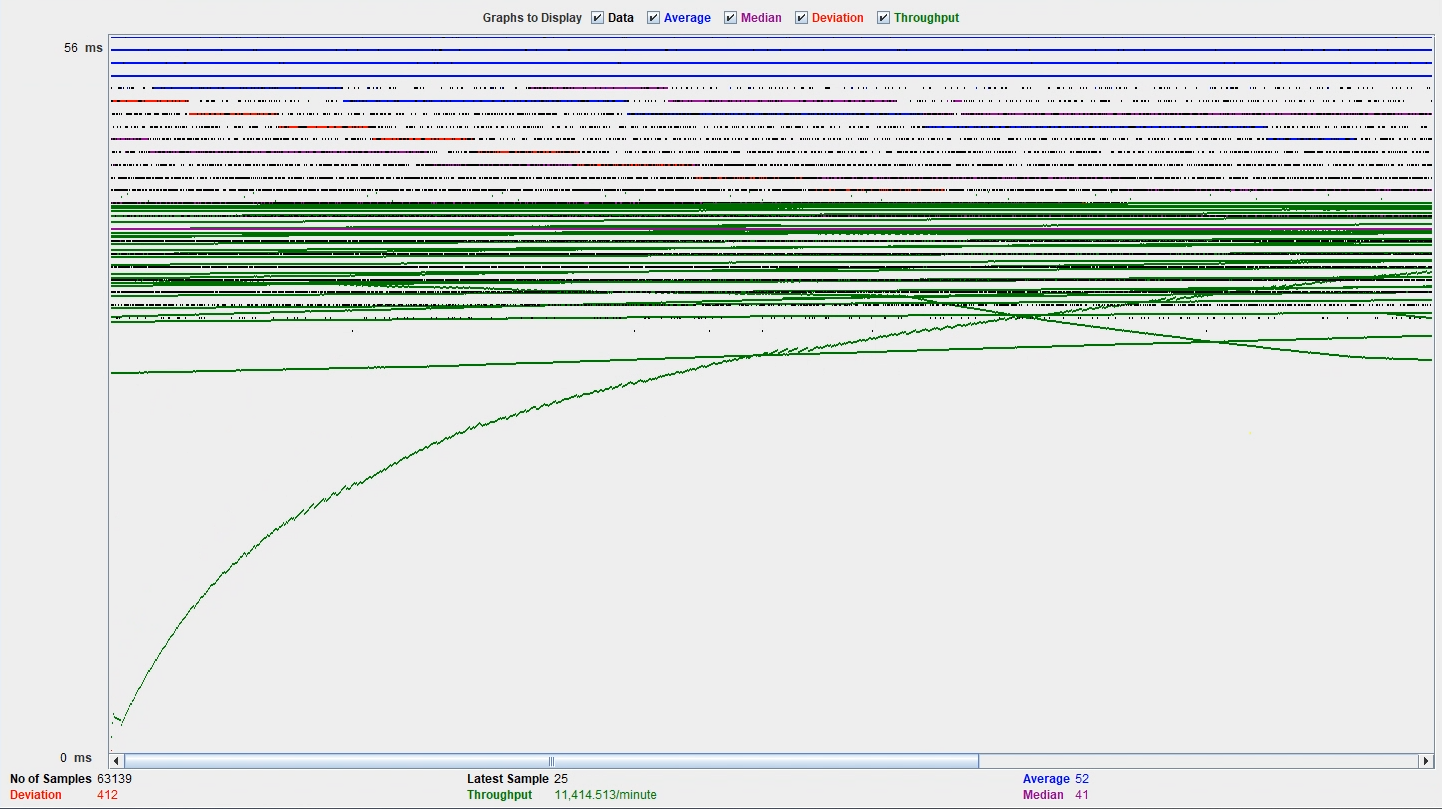 Graphs to Display Data Average Median Deviation Throughput
56 ms
0 ms
No of Samples 63139 Latest Sample 25 Average 52
Deviation 412 Throughput 11,414.513/minute Median 41